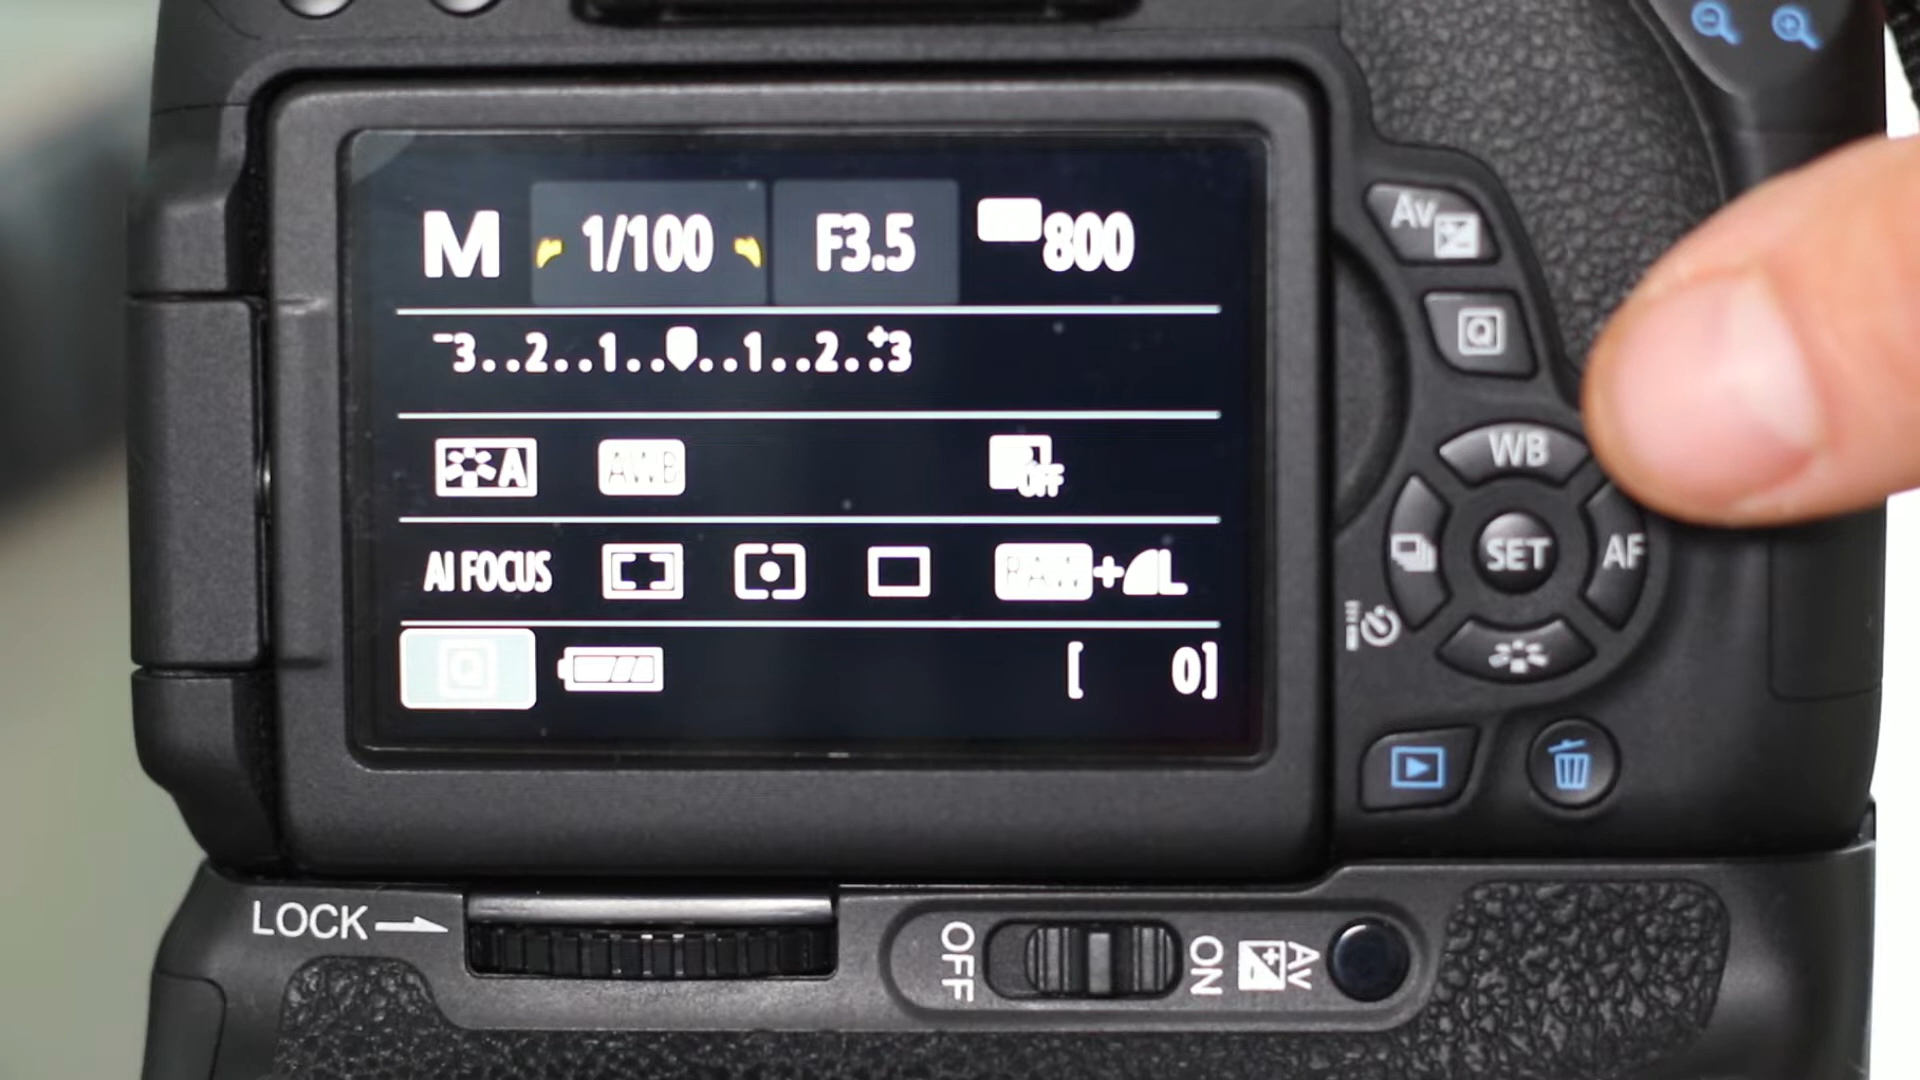 M 1/100 F3.5 800
-3..2..1..0..1..2..+3
A AWB OFF
AI FOCUS RAW+L
Q [ 0]
Av
Q
WB
SET
AF
LOCK
OFF ON Av